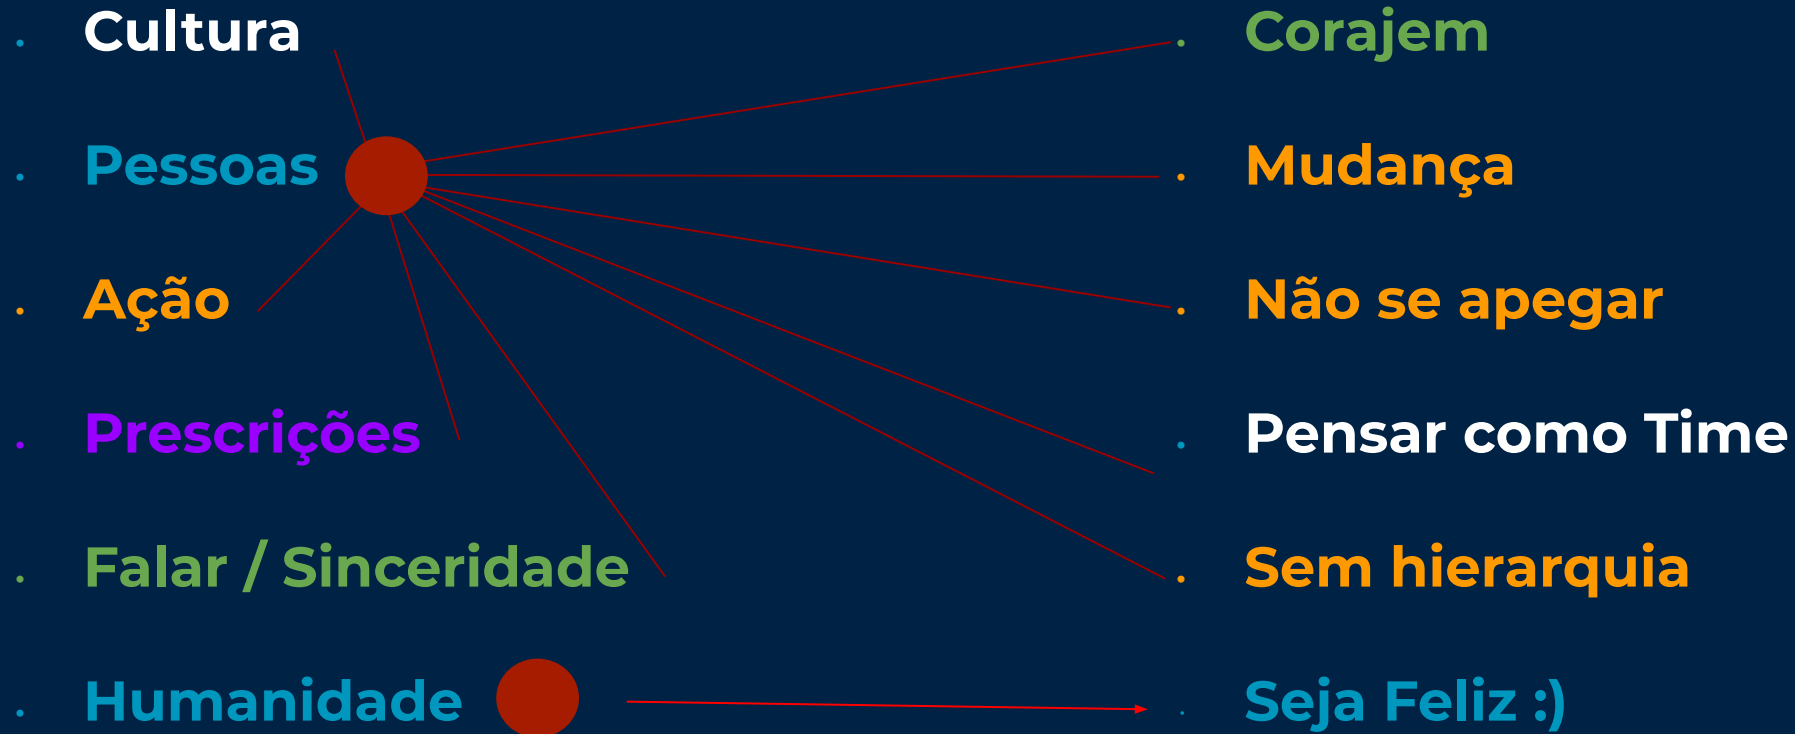 Cultura
Pessoas
Ação
Prescrições
Falar / Sinceridade
Humanidade
Corajem
Mudança
Não se apegar
Pensar como Time
Sem hierarquia
Seja Feliz :)